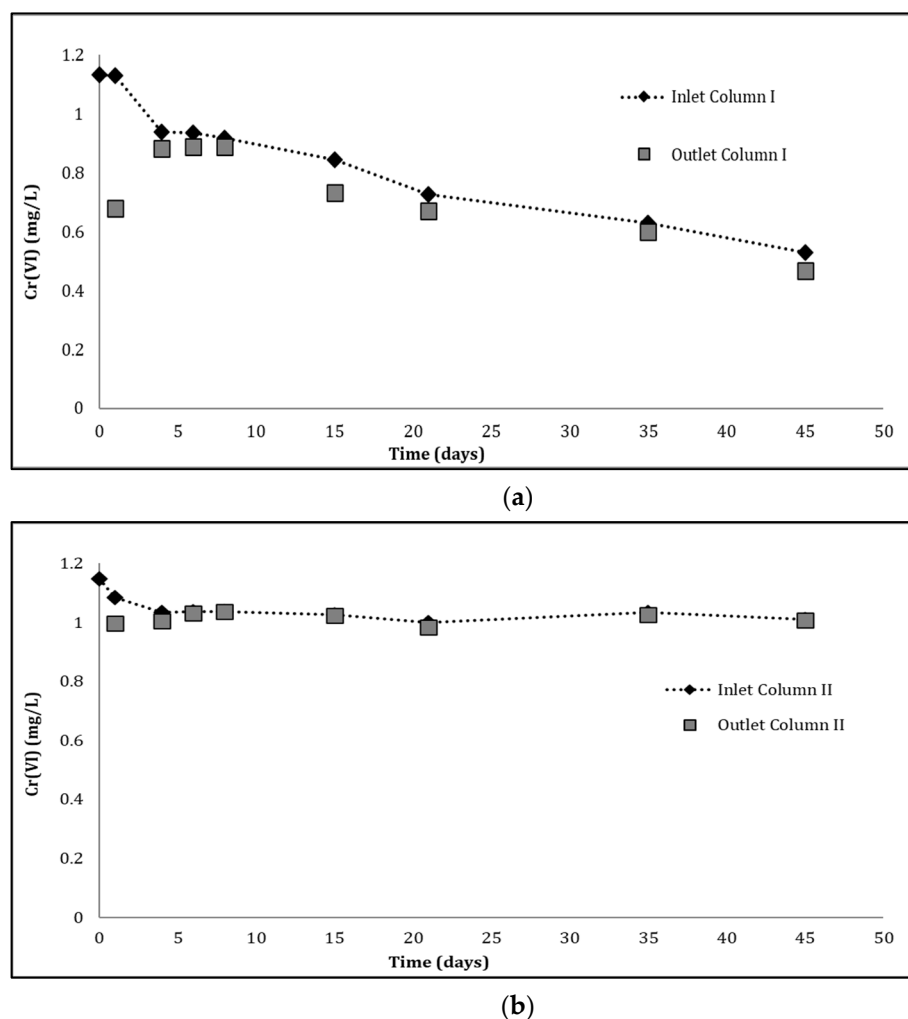 1.2
1
0.8
0.6
0.4
0.2
0
Cr(VI) (mg/L)
Inlet Column I
Outlet Column I
0 5 10 15 20 25 30 35 40 45 50
Time (days)
(a)
1.2
1
0.8
0.6
0.4
0.2
0
Cr(VI) (mg/L)
Inlet Column II
Outlet Column II
0 5 10 15 20 25 30 35 40 45 50
Time (days)
(b)